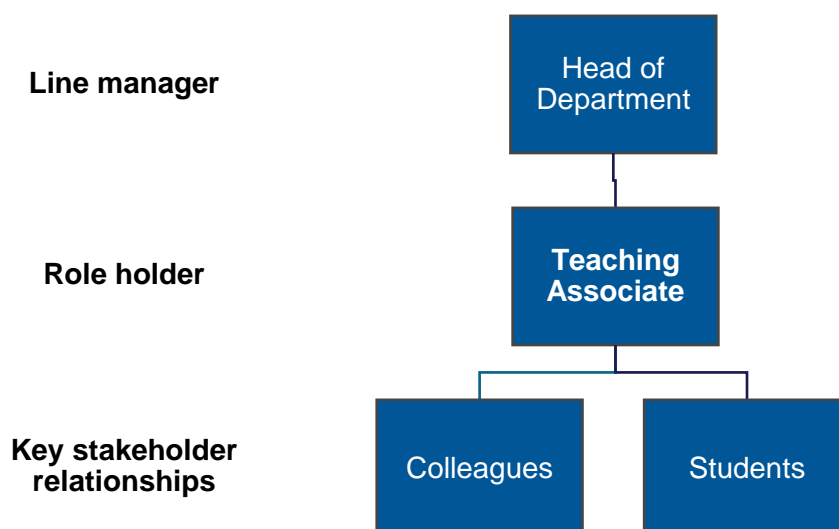 Line manager
Head of
Department
Role holder
Teaching
Associate
Key stakeholder
relationships
Colleagues
Students